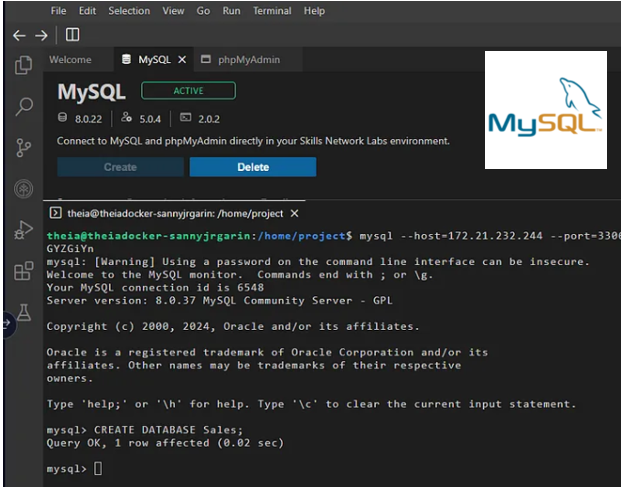 File Edit Selection View Go Run Terminal Help
Welcome MySQL phpMyAdmin
MySQL ACTIVE
8.0.22 5.0.4 2.0.2
Connect to MySQL and phpMyAdmin directly in your Skills Network Labs environment.
Create Delete
MySQL
theia@theiadocker-sannyjrgarin: /home/project
theia@theiadocker-sannyjrgarin:/home/project$ mysql --host=172.21.232.244 --port=3306
GYZGiYn
mysql: [Warning] Using a password on the command line interface can be insecure.
Welcome to the MySQL monitor.  Commands end with ; or \g.
Your MySQL connection id is 6548
Server version: 8.0.37 MySQL Community Server - GPL
Copyright (c) 2000, 2024, Oracle and/or its affiliates.
Oracle is a registered trademark of Oracle Corporation and/or its
affiliates. Other names may be trademarks of their respective
owners.
Type 'help;' or '\h' for help. Type '\c' to clear the current input statement.
mysql> CREATE DATABASE Sales;
Query OK, 1 row affected (0.02 sec)
mysql>